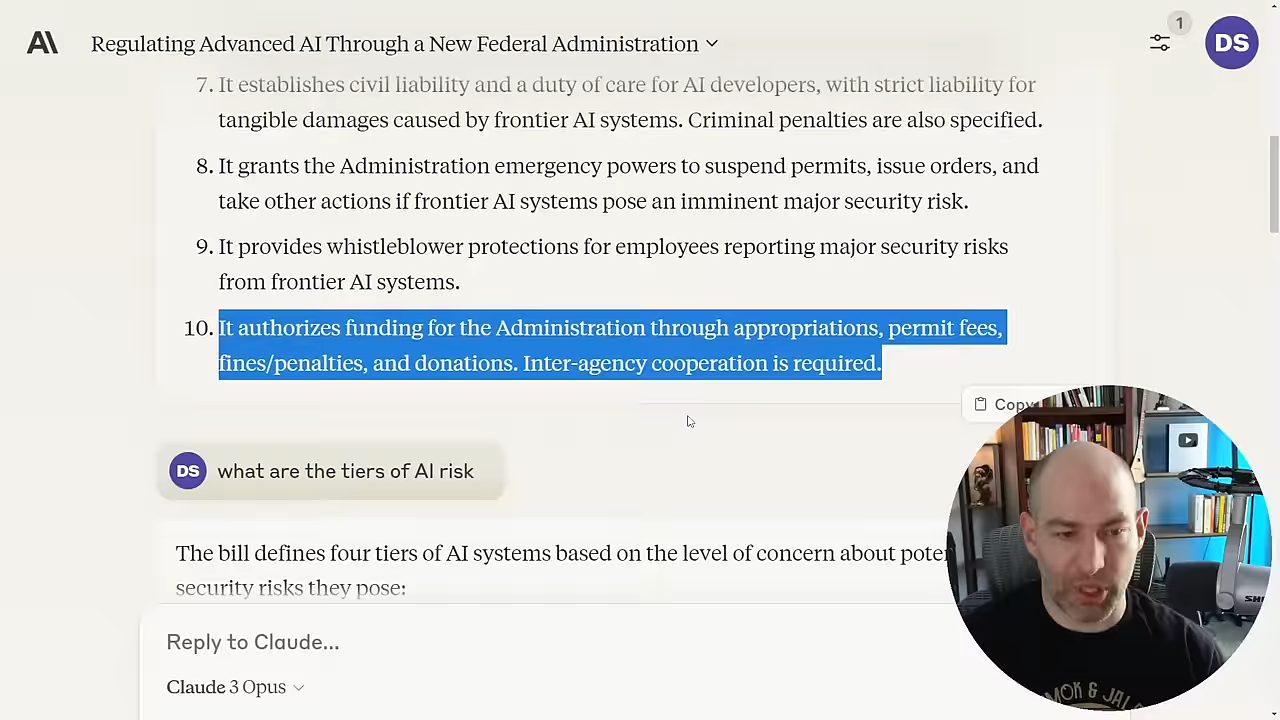 Regulating Advanced AI Through a New Federal Administration
1
DS
7. It establishes civil liability and a duty of care for AI developers, with strict liability for
tangible damages caused by frontier AI systems. Criminal penalties are also specified.
8. It grants the Administration emergency powers to suspend permits, issue orders, and
take other actions if frontier AI systems pose an imminent major security risk.
9. It provides whistleblower protections for employees reporting major security risks
from frontier AI systems.
10. It authorizes funding for the Administration through appropriations, permit fees,
fines/penalties, and donations. Inter-agency cooperation is required.
Copy
DS what are the tiers of AI risk
The bill defines four tiers of AI systems based on the level of concern about
security risks they pose:
Reply to Claude...
Claude 3 Opus